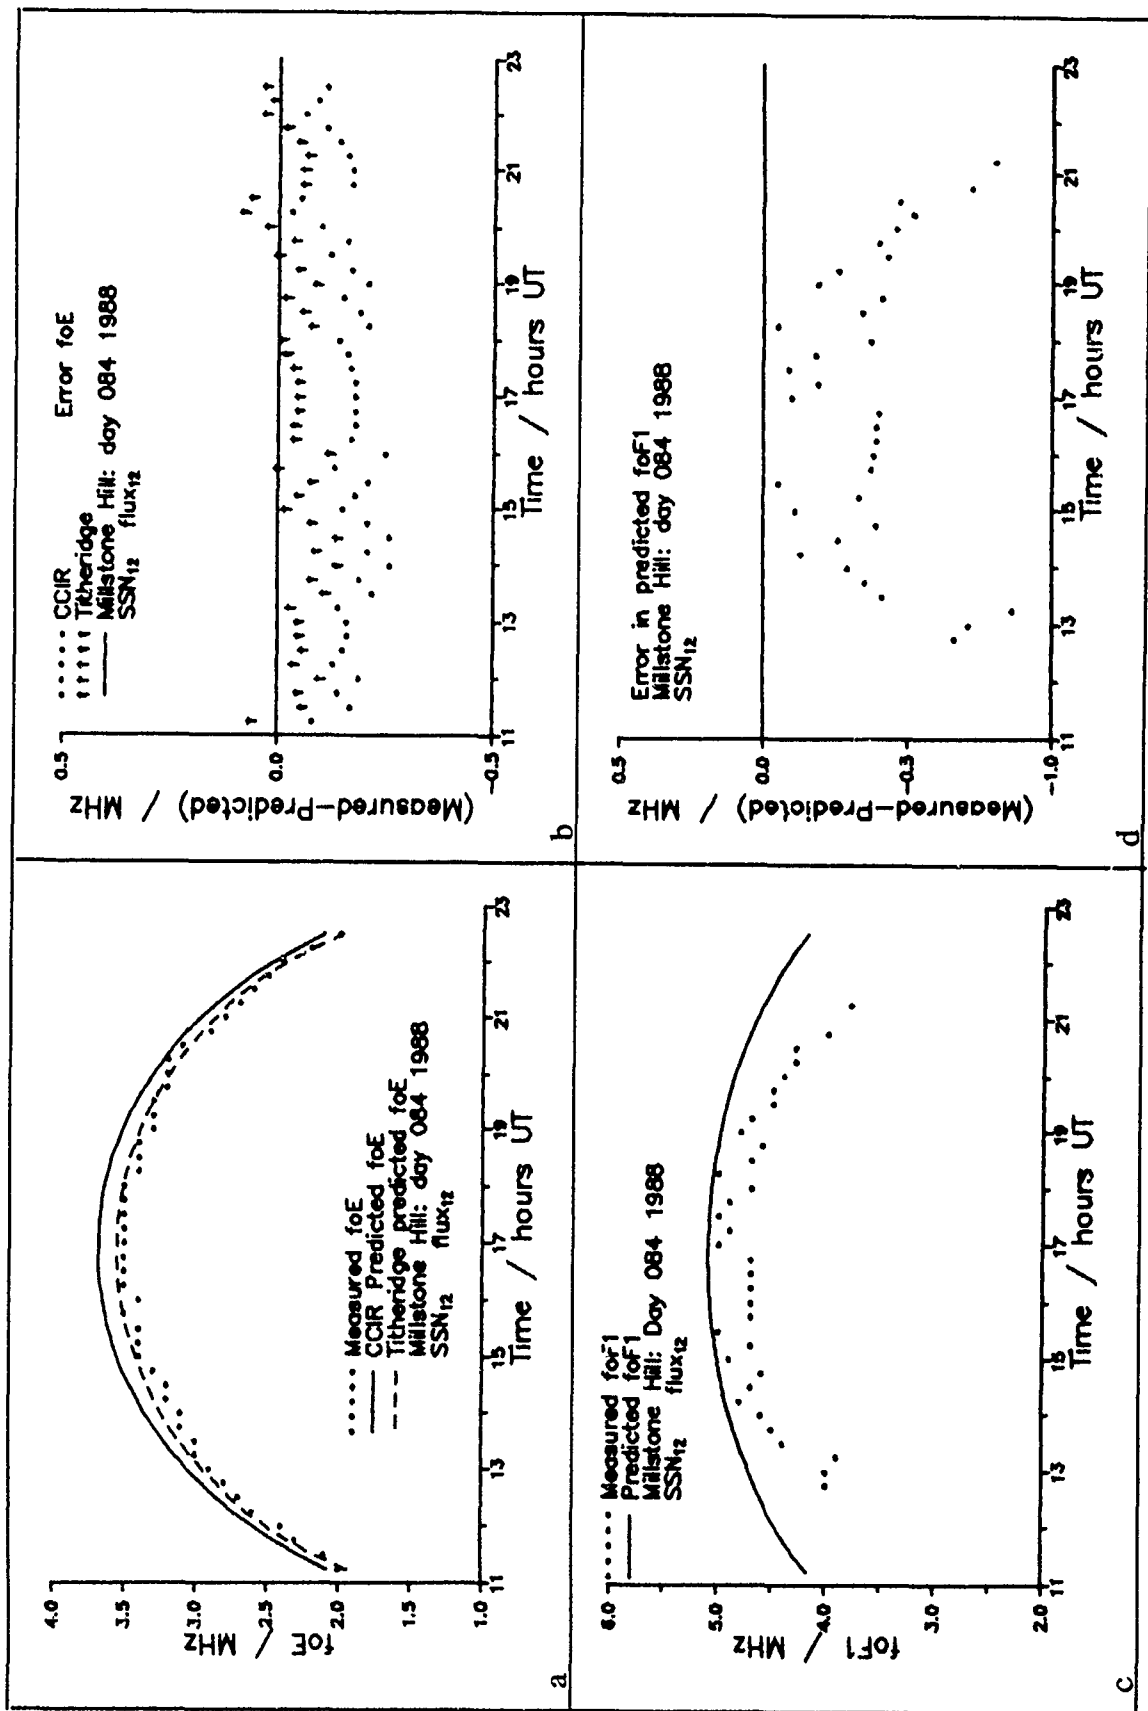 4.0
3.5
3.0
2.5
2.0
1.0
foE / MHz
11
13
15
17
19
21
23
Time / hours UT
Measured foE
CCIR Predicted foE
Titheridge predicted foE
Millstone Hill: day 084 1988
SSN12 flux12
a
0.5
0.0
-0.5
(Measured-Predicted) / MHz
11
13
15
17
19
21
23
Time / hours UT
CCIR Error foE
Titheridge
Millstone Hill: day 084 1988
SSN12 flux12
b
6.0
5.0
4.0
3.0
2.0
foF1 / MHz
11
13
15
17
19
21
23
Time / hours UT
Measured foF1
Predicted foF1
Millstone Hill: Day 084 1988
SSN12 flux12
c
0.5
0.0
-0.5
-1.0
(Measured-Predicted) / MHz
11
13
15
17
19
21
23
Time / hours UT
Error in predicted foF1
Millstone Hill: day 084 1988
SSN12
d